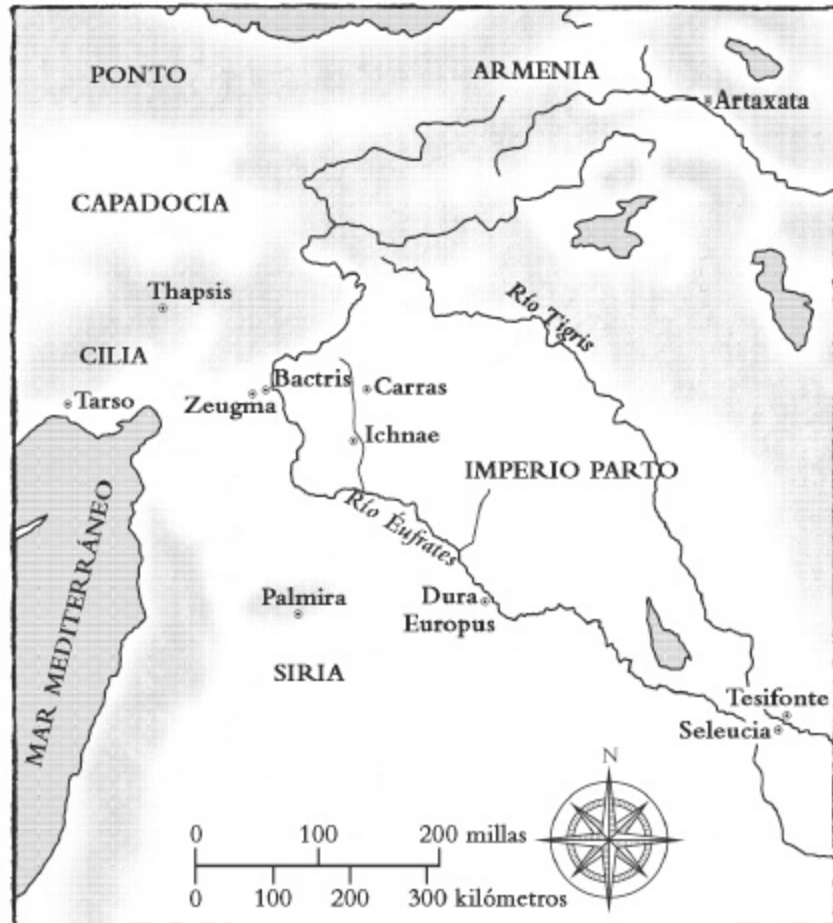 PONTO
ARMENIA
Artaxata
CAPADOCIA
Thapsis
Río Tigris
CILIA
Bactris
Carras
Tarso
Zeugma
Ichnae
IMPERIO PARTO
MAR MEDITERRÁNEO
Río Éufrates
Palmira
Dura
Europus
SIRIA
Tesifonte
Seleucia
N
0 100 200 millas
0 100 200 300 kilómetros